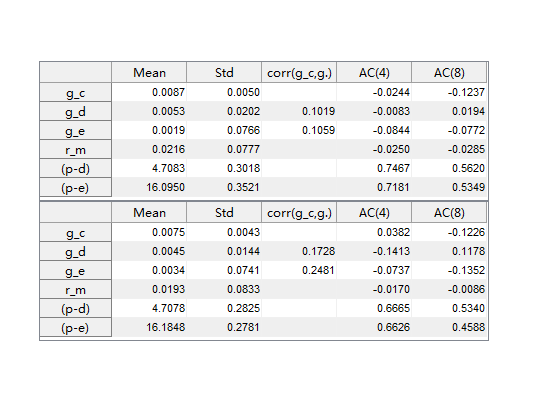 Mean Std corr(g_c,g.) AC(4) AC(8)
g_c 0.0087 0.0050 -0.0244 -0.1237
g_d 0.0053 0.0202 0.1019 -0.0083 0.0194
g_e 0.0019 0.0766 0.1059 -0.0844 -0.0772
r_m 0.0216 0.0777 -0.0250 -0.0285
(p-d) 4.7083 0.3018 0.7467 0.5620
(p-e) 16.0950 0.3521 0.7181 0.5349
Mean Std corr(g_c,g.) AC(4) AC(8)
g_c 0.0075 0.0043 0.0382 -0.1226
g_d 0.0045 0.0144 0.1728 -0.1413 0.1178
g_e 0.0034 0.0741 0.2481 -0.0737 -0.1352
r_m 0.0193 0.0833 -0.0170 -0.0086
(p-d) 4.7078 0.2825 0.6665 0.5340
(p-e) 16.1848 0.2781 0.6626 0.4588